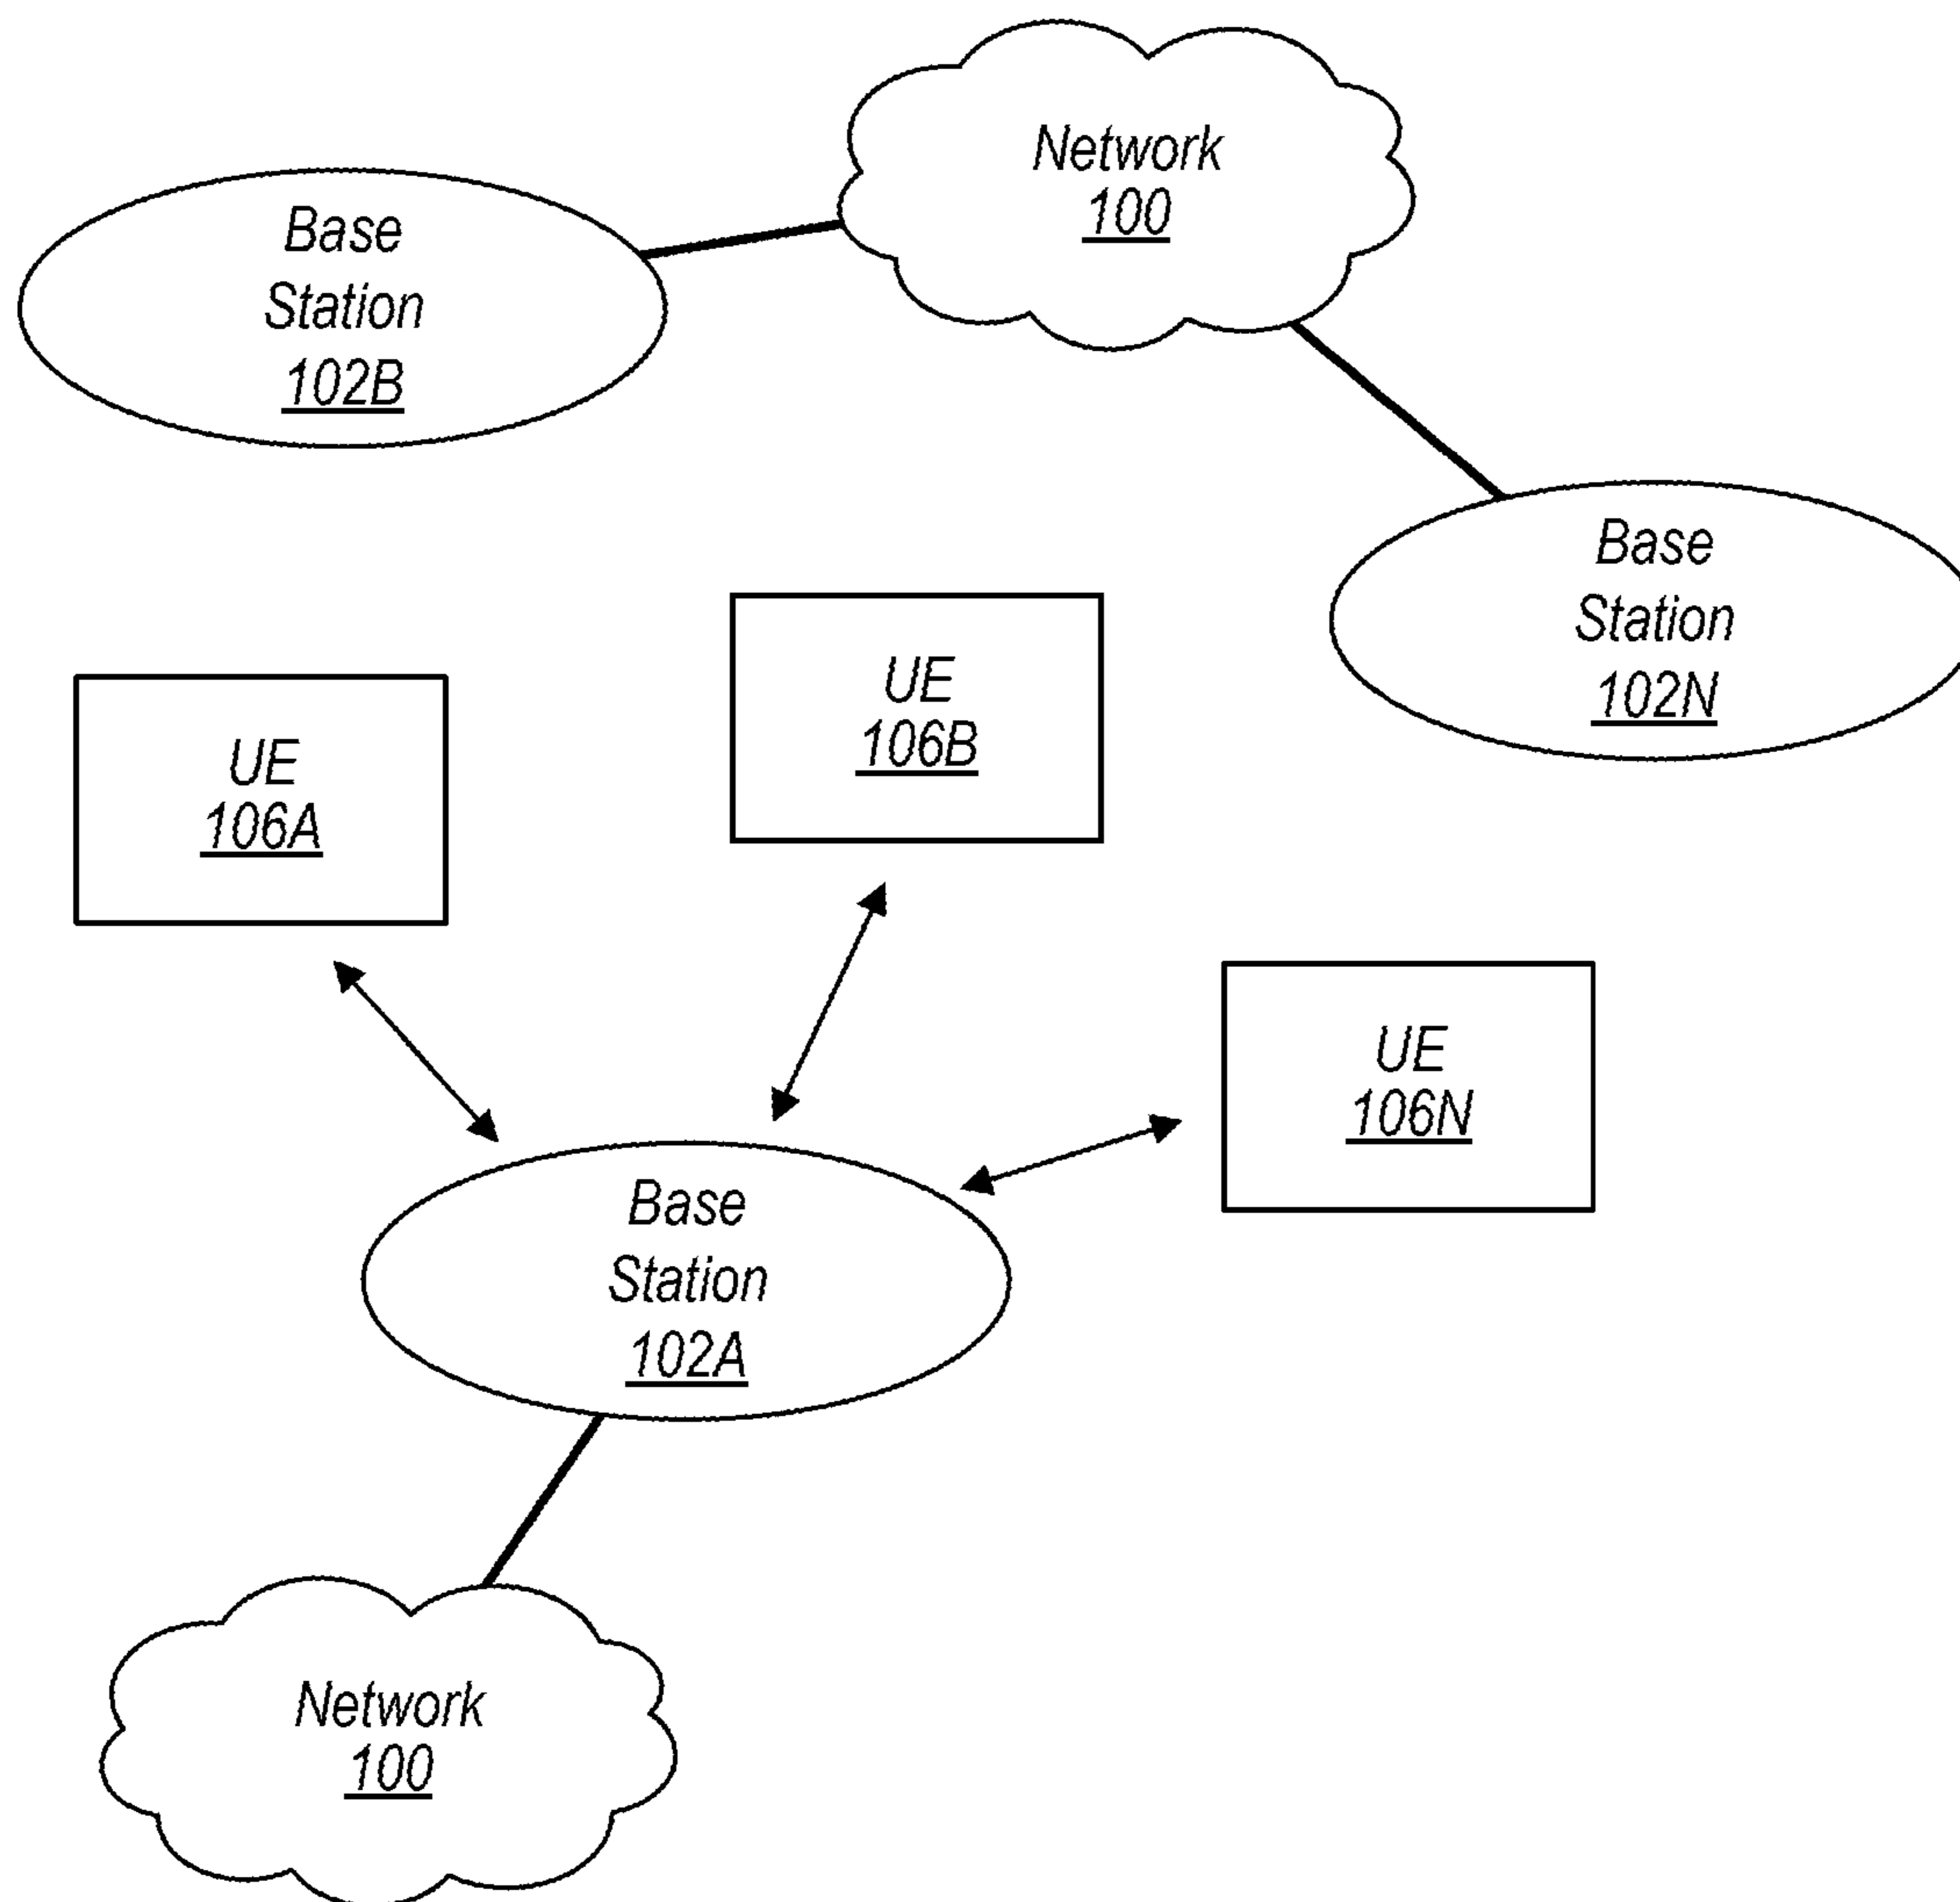 Network
100
Base
Station
102B
Base
Station
102N
UE
106B
UE
106A
UE
106N
Base
Station
102A
Network
100